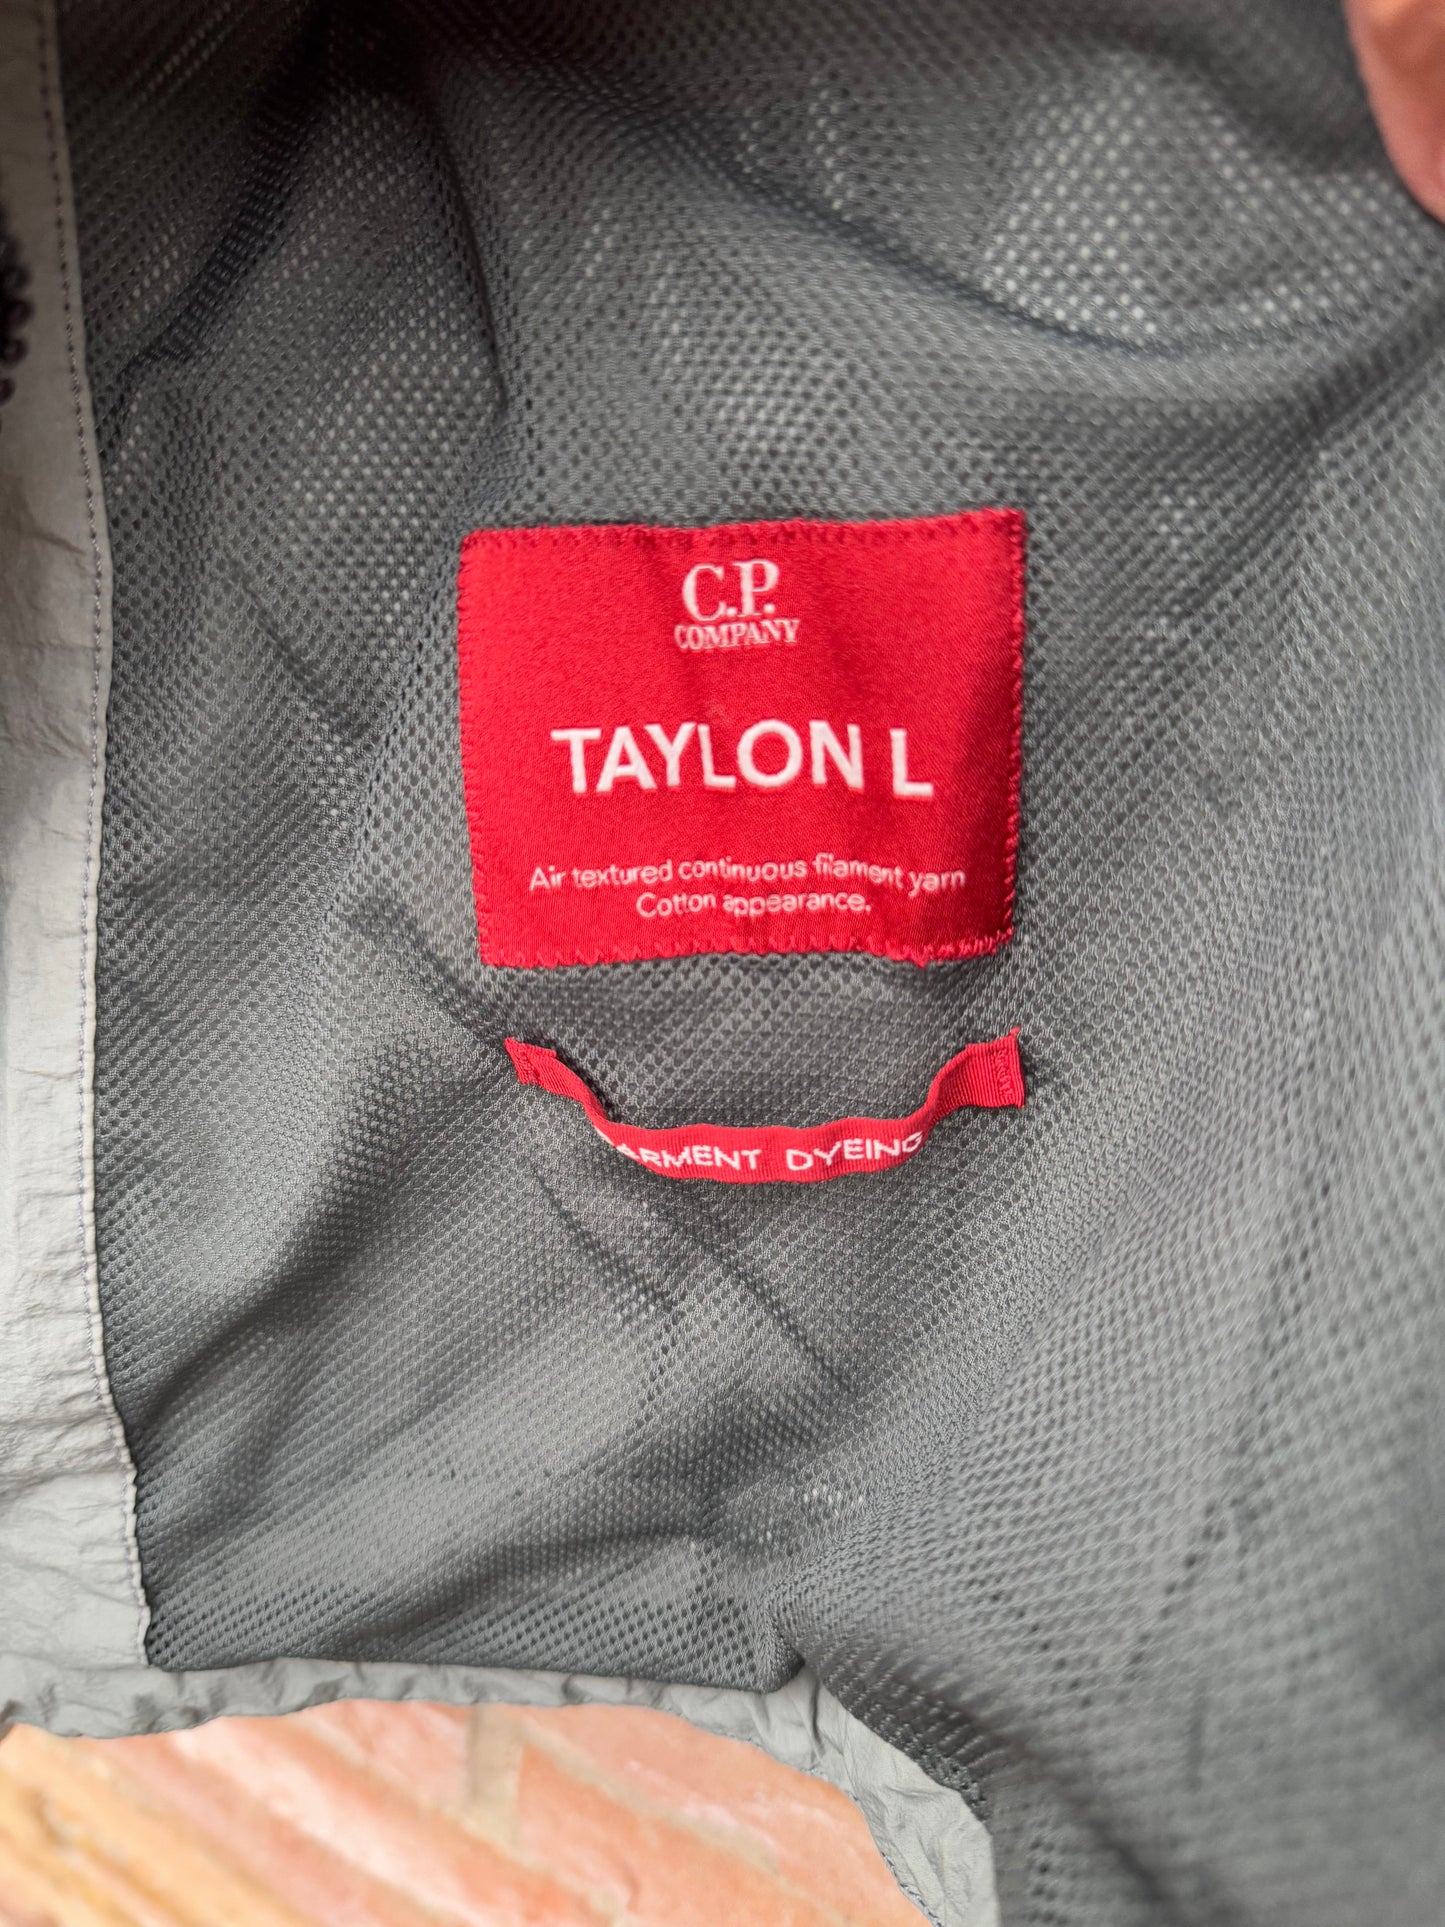 C.P.
COMPANY
TAYLON L
Air textured continuous filament yarn
Cotton appearance.
ARMENT DYEING